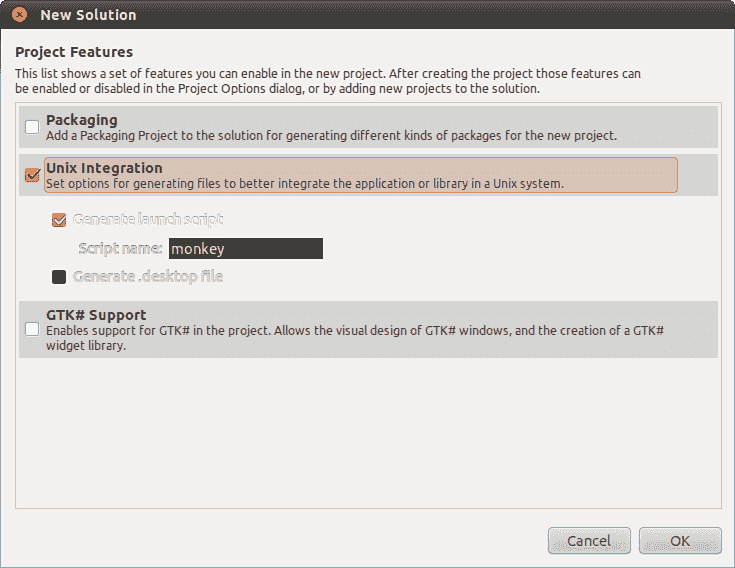 New Solution
Project Features
This list shows a set of features you can enable in the new project. After creating the project those features can
be enabled or disabled in the Project Options dialog, or by adding new projects to the solution.
Packaging
Add a Packaging Project to the solution for generating different kinds of packages for the new project.
Unix Integration
Set options for generating files to better integrate the application or library in a Unix system.
Generate launch script
Script name: monkey
Generate .desktop file
GTK# Support
Enables support for GTK# in the project. Allows the visual design of GTK# windows, and the creation of a GTK#
widget library.
Cancel OK